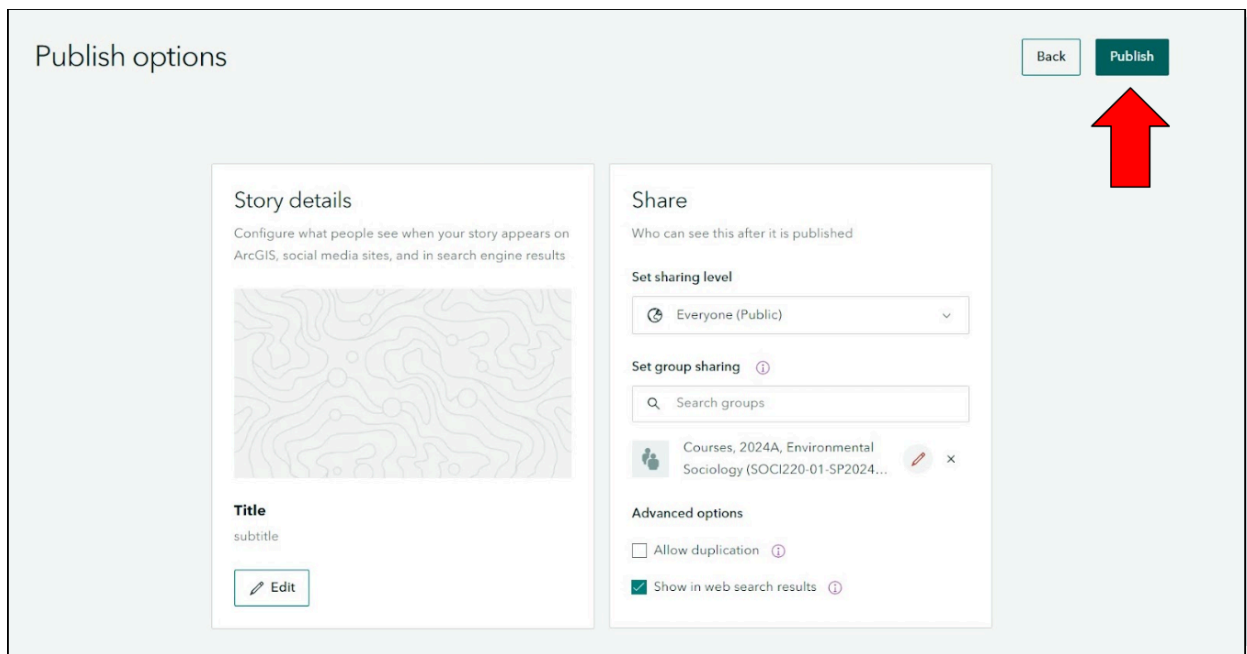 Publish options
Back
Publish
Story details
Configure what people see when your story appears on
ArcGIS, social media sites, and in search engine results
Title
subtitle
Edit
Share
Who can see this after it is published
Set sharing level
Everyone (Public)
Set group sharing
Search groups
Courses, 2024A, Environmental
Sociology (SOCI220-01-SP2024...
Advanced options
Allow duplication
Show in web search results